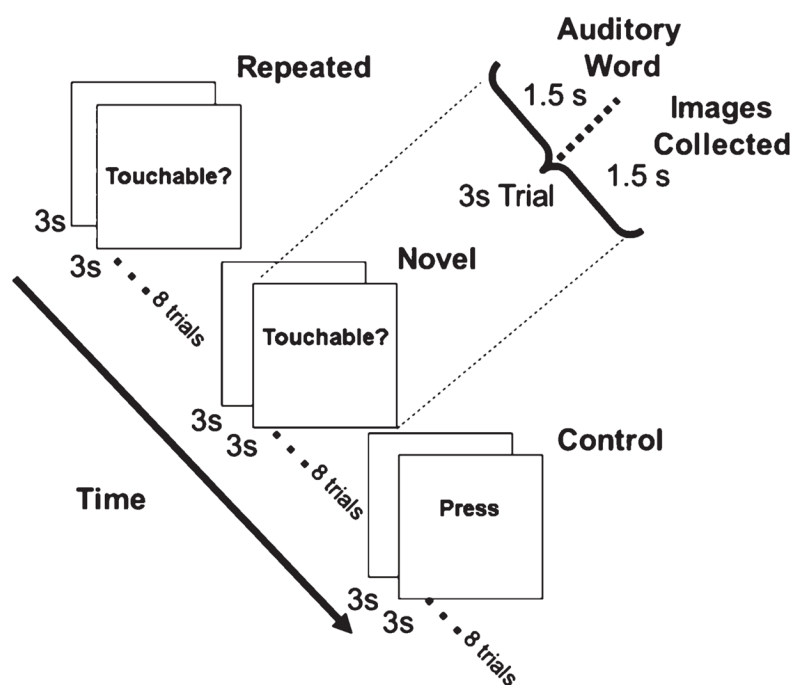 Auditory
Word
1.5 s
Images
Collected
1.5 s
3s Trial
Repeated
Touchable?
3s
3s
8 trials
Novel
Touchable?
3s
3s
8 trials
Control
Press
3s
3s
8 trials
Time